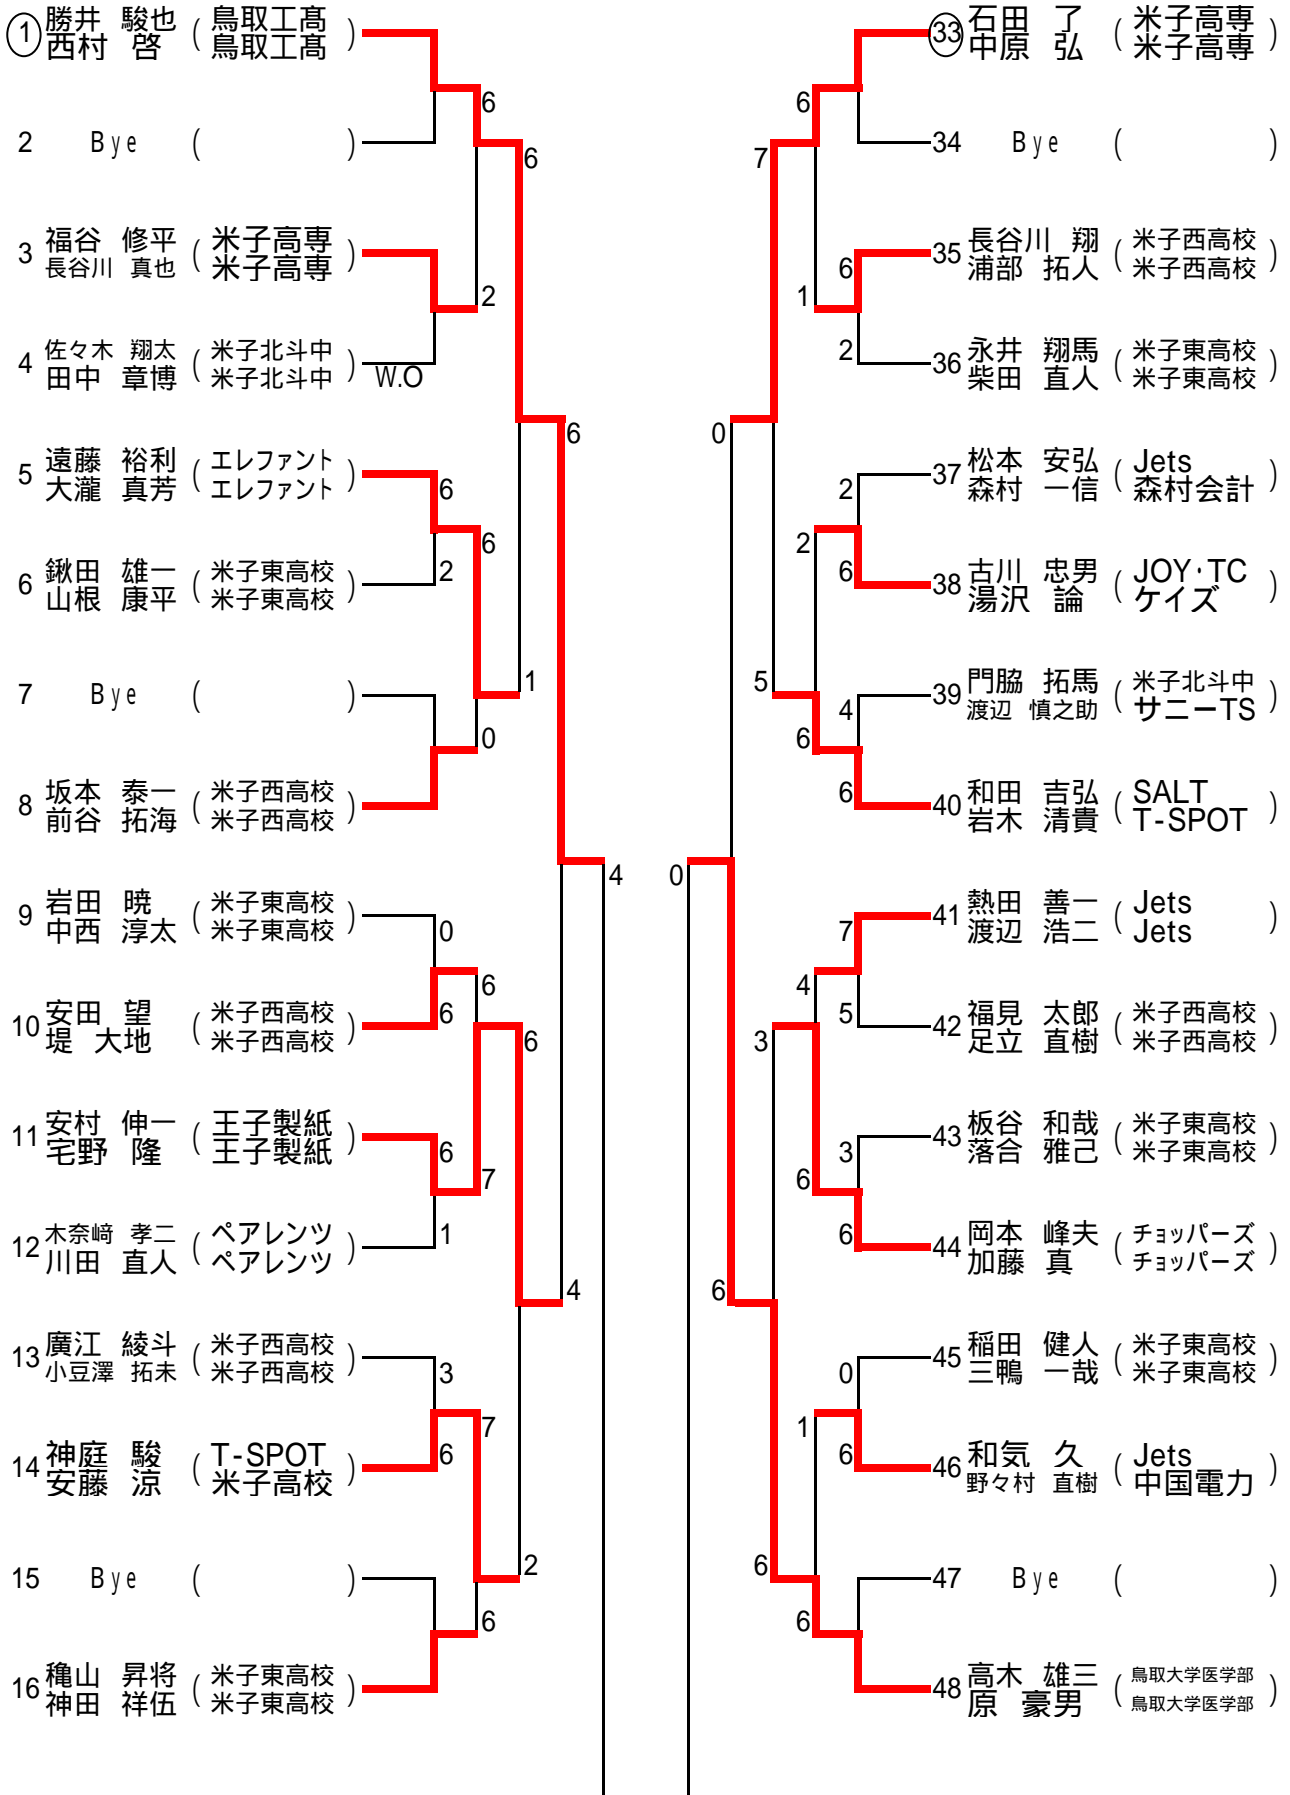 ① 勝井 駿也 ( 鳥取工高 )
西村 啓 鳥取工高
6
2 Bye ( )
6
3 福谷 修平 ( 米子高専 )
長谷川 真也 米子高専
2
4 佐々木 翔太 ( 米子北斗中 ) W.O
田中 章博 米子北斗中
6
5 遠藤 裕利 ( エレファント )
大瀧 真芳 エレファント
6
6
2
6 鍬田 雄一 ( 米子東高校 )
山根 康平 米子東高校
1
7 Bye ( )
0
8 坂本 泰一 ( 米子西高校 )
前谷 拓海 米子西高校
4
9 岩田 暁 ( 米子東高校 )
中西 淳太 米子東高校
0
6
6
10 安田 望 ( 米子西高校 )
堤 大地 米子西高校
6
11 安村 伸一 ( 王子製紙 )
宅野 隆 王子製紙
6
7
1
12 木奈﨑 孝二 ( ペアレンツ )
川田 直人 ペアレンツ
4
13 廣江 綾斗 ( 米子西高校 )
小豆澤 拓未 米子西高校
3
7
6
14 神庭 駿 ( T-SPOT )
安藤 涼 米子高校
2
15 Bye ( )
6
16 穐山 昇将 ( 米子東高校 )
神田 祥伍 米子東高校
33 石田 了 ( 米子高専 )
中原 弘 米子高専
6
34 Bye ( )
7
35 長谷川 翔 ( 米子西高校 )
浦部 拓人 米子西高校
6
1
2
36 永井 翔馬 ( 米子東高校 )
柴田 直人 米子東高校
0
37 松本 安弘 ( Jets )
森村 一信 森村会計
2
2
6
38 古川 忠男 ( JOY・TC )
湯沢 論 ケイズ
5
39 門脇 拓馬 ( 米子北斗中 )
渡辺 慎之助 サニーTS
4
6
6
40 和田 吉弘 ( SALT )
岩木 清貴 T-SPOT
0
41 熱田 善一 ( Jets )
渡辺 浩二 Jets
7
4
5
42 福見 太郎 ( 米子西高校 )
足立 直樹 米子西高校
3
43 板谷 和哉 ( 米子東高校 )
落合 雅己 米子東高校
3
6
6
44 岡本 峰夫 ( チョッパーズ )
加藤 真 チョッパーズ
6
45 稲田 健人 ( 米子東高校 )
三鴨 一哉 米子東高校
0
1
6
46 和気 久 ( Jets )
野々村 直樹 中国電力
6
47 Bye ( )
6
48 高木 雄三 ( 鳥取大学医学部 )
原 豪男 鳥取大学医学部